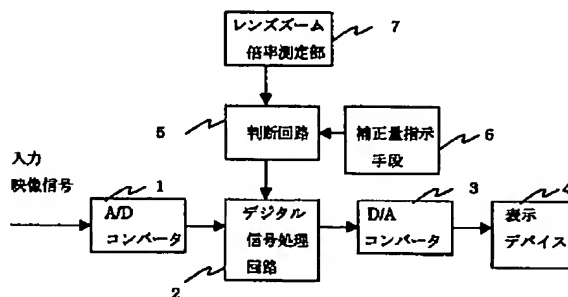 レンズズーム
倍率測定部
7
5
判断回路
補正量指示
手段
6
入力
映像信号
1
A/D
コンバータ
デジタル
信号処理
回路
2
3
D/A
コンバータ
4
表示
デバイス